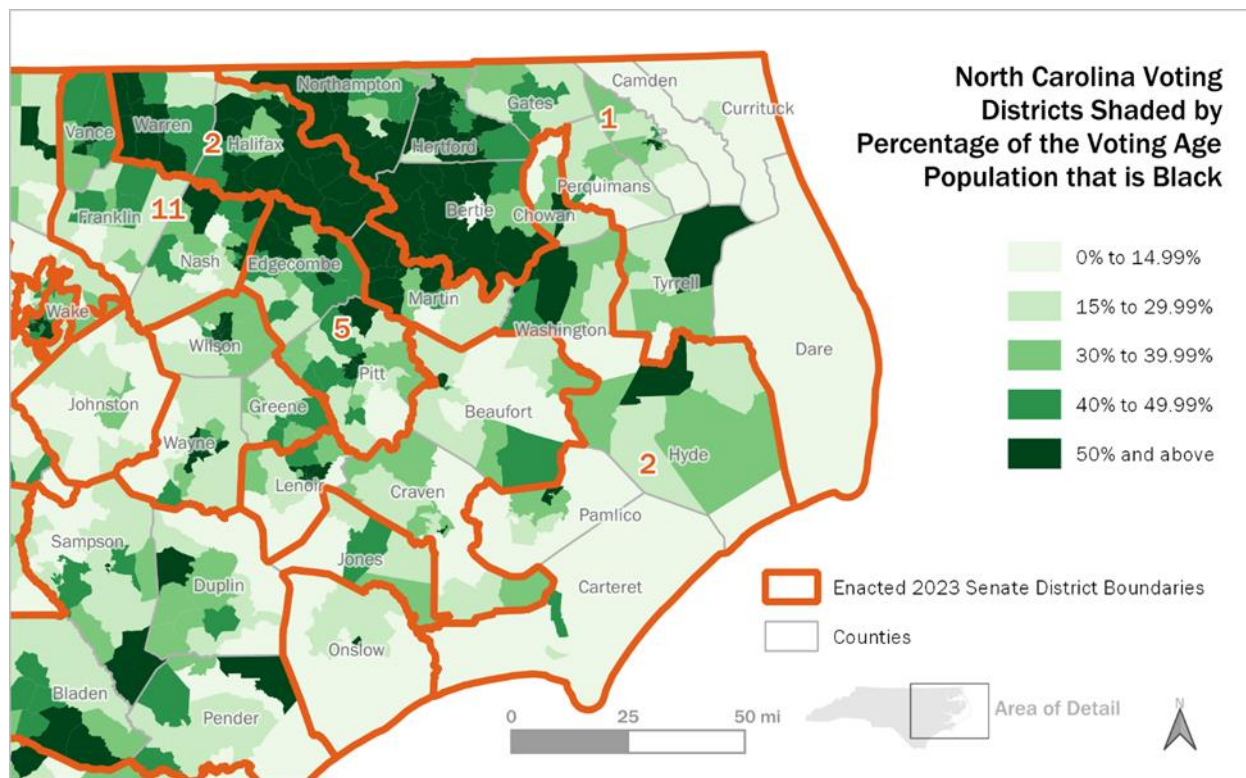 North Carolina Voting
Districts Shaded by
Percentage of the Voting Age
Population that is Black
0% to 14.99%
15% to 29.99%
30% to 39.99%
40% to 49.99%
50% and above
Enacted 2023 Senate District Boundaries
Counties
Area of Detail
N
0 25 50 mi
Northampton
Camden
Gates
Currituck
Vance
Warren
2
Halifax
1
Hertford
Perquimans
Franklin
11
Bertie
Chowan
Nash
Edgecombe
Tyrrell
Martin
Wake
5
Washington
Wilson
Dare
Pitt
Johnston
Greene
Beaufort
Wayne
2
Hyde
Lenoir
Craven
Pamlico
Sampson
Jones
Duplin
Carteret
Onslow
Bladen
Pender